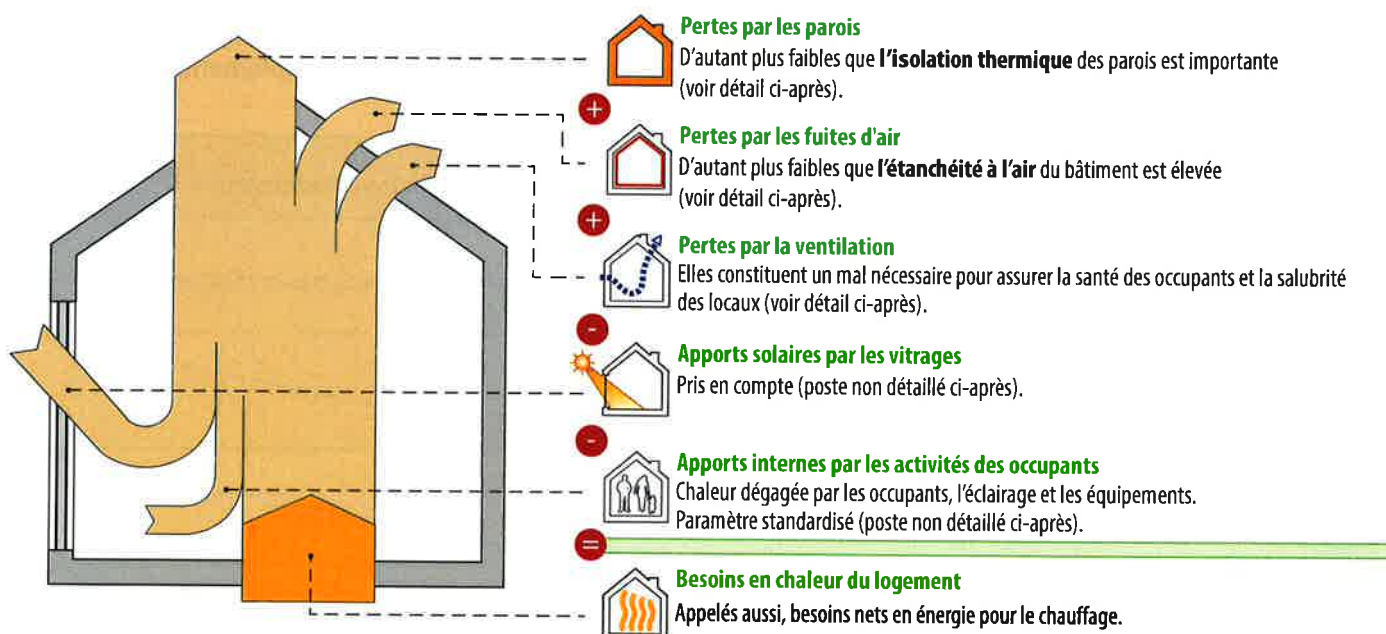 Pertes par les parois
D'autant plus faibles que l'isolation thermique des parois est importante
(voir détail ci-après).
+
Pertes par les fuites d'air
D'autant plus faibles que l'étanchéité à l'air du bâtiment est élevée
(voir détail ci-après).
+
Pertes par la ventilation
Elles constituent un mal nécessaire pour assurer la santé des occupants et la salubrité
des locaux (voir détail ci-après).
-
Apports solaires par les vitrages
Pris en compte (poste non détaillé ci-après).
-
Apports internes par les activités des occupants
Chaleur dégagée par les occupants, l'éclairage et les équipements.
Paramètre standardisé (poste non détaillé ci-après).
=
Besoins en chaleur du logement
Appelés aussi, besoins nets en énergie pour le chauffage.